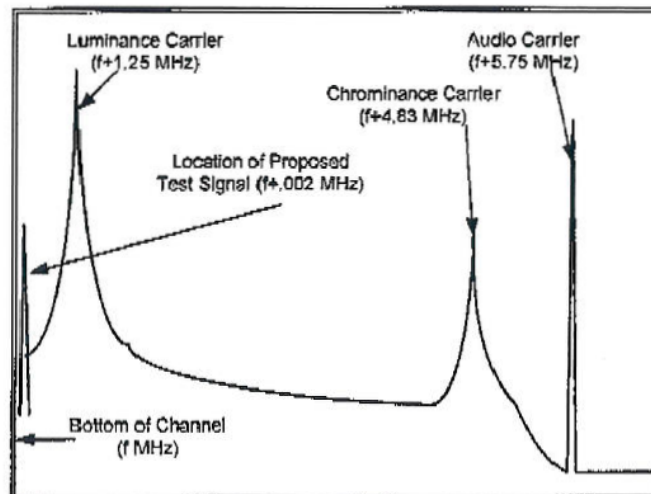 Luminance Carrier
(f+1,25 MHz)
Audio Carrier
(f+5.75 MHz)
Chrominance Carrier
(f+4,83 MHz)
Location of Proposed
Test Signal (f+.002 MHz)
Bottom of Channel
(f MHz)